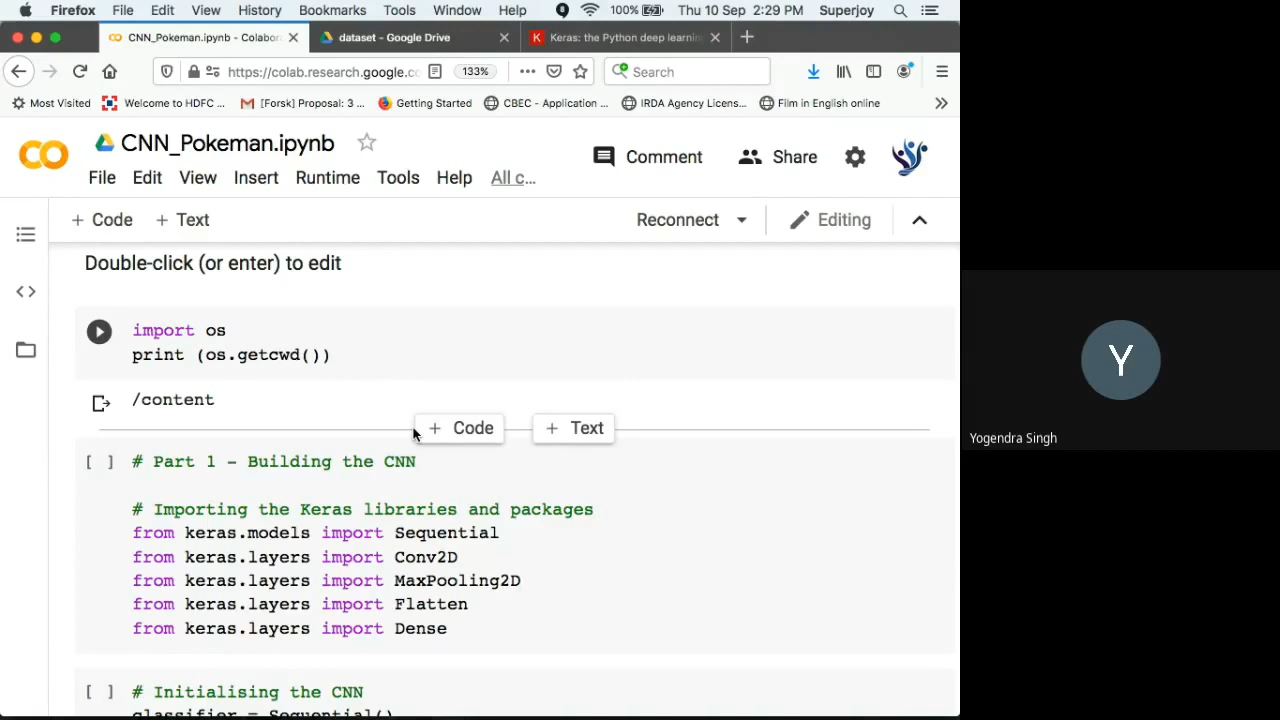 Firefox File Edit View History Bookmarks Tools Window Help 100% Thu 10 Sep 2:29 PM Superjoy
CNN_Pokeman.ipynb - Colabor
dataset - Google Drive
K Keras: the Python deep learnin
https://colab.research.google.co 133% Search
Most Visited Welcome to HDFC ... [Forsk] Proposal: 3 ... Getting Started CBEC - Application ... IRDA Agency Licens... Film in English online
CNN_Pokeman.ipynb
Comment Share
File Edit View Insert Runtime Tools Help All c...
+ Code + Text Reconnect Editing
Double-click (or enter) to edit
import os
print (os.getcwd())
/content
+ Code + Text
[ ] # Part 1 - Building the CNN
# Importing the Keras libraries and packages
from keras.models import Sequential
from keras.layers import Conv2D
from keras.layers import MaxPooling2D
from keras.layers import Flatten
from keras.layers import Dense
[ ] # Initialising the CNN
classifier = Sequential()
Y
Yogendra Singh